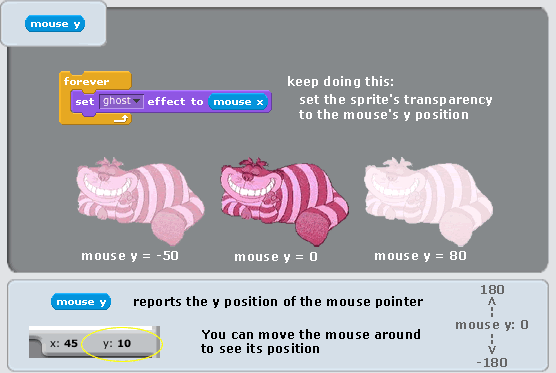 mouse y
forever
set ghost effect to mouse x
keep doing this:
set the sprite's transparency
to the mouse's y position
mouse y = -50
mouse y = 0
mouse y = 80
mouse y reports the y position of the mouse pointer
x: 45 y: 10
You can move the mouse around
to see its position
180
mouse y: 0
-180